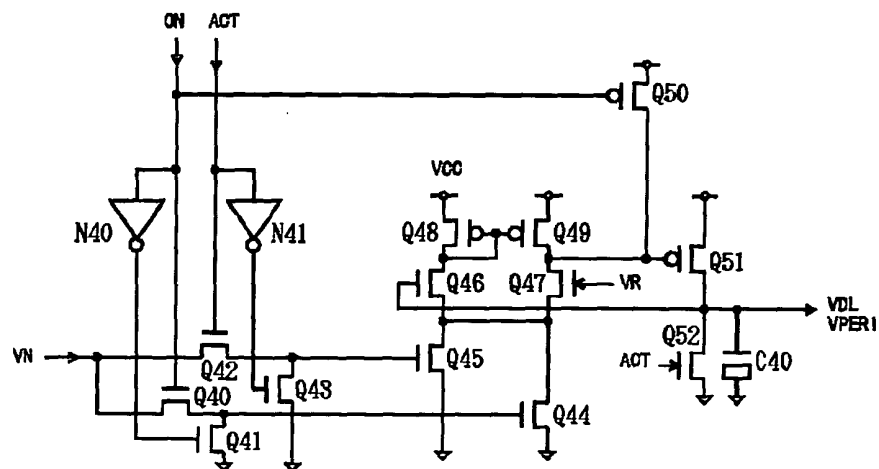 ON ACT
Q50
VCC
N40 N41 Q48 Q49
Q51
Q46 Q47 VR
VDL
VPERI
Q52
VN Q42 Q45 ACT C40
Q40 Q43
Q41 Q44